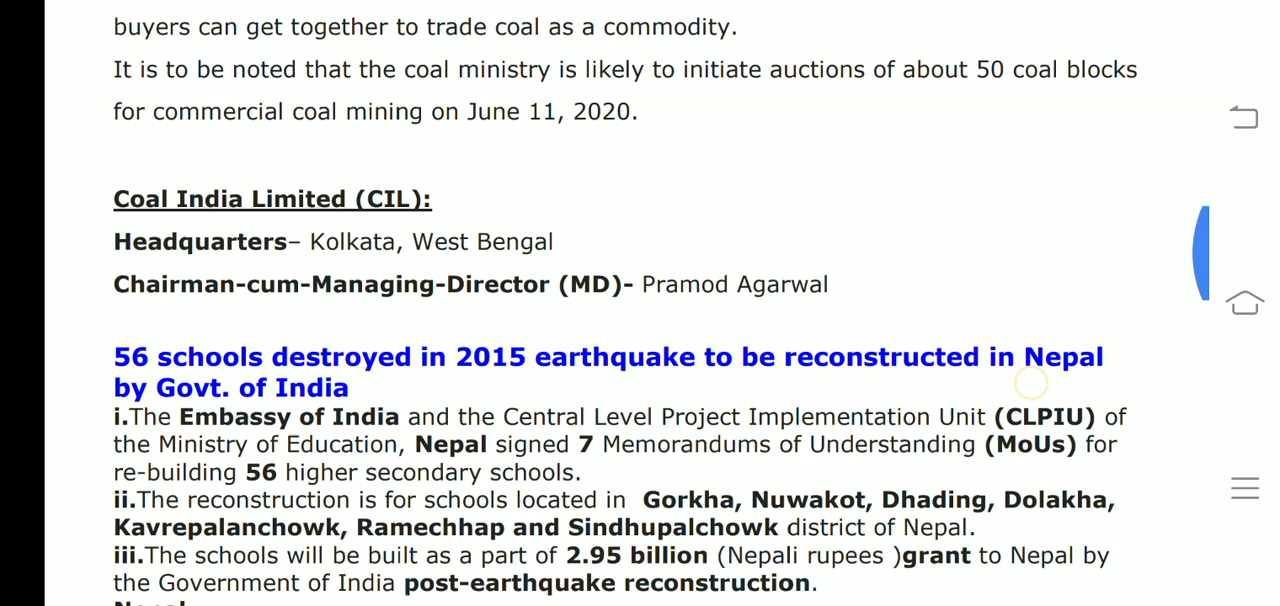 buyers can get together to trade coal as a commodity.
It is to be noted that the coal ministry is likely to initiate auctions of about 50 coal blocks
for commercial coal mining on June 11, 2020.
Coal India Limited (CIL):
Headquarters– Kolkata, West Bengal
Chairman-cum-Managing-Director (MD)- Pramod Agarwal
56 schools destroyed in 2015 earthquake to be reconstructed in Nepal
by Govt. of India
i.The Embassy of India and the Central Level Project Implementation Unit (CLPIU) of
the Ministry of Education, Nepal signed 7 Memorandums of Understanding (MoUs) for
re-building 56 higher secondary schools.
ii.The reconstruction is for schools located in Gorkha, Nuwakot, Dhading, Dolakha,
Kavrepalanchowk, Ramechhap and Sindhupalchowk district of Nepal.
iii.The schools will be built as a part of 2.95 billion (Nepali rupees )grant to Nepal by
the Government of India post-earthquake reconstruction.
Nepal